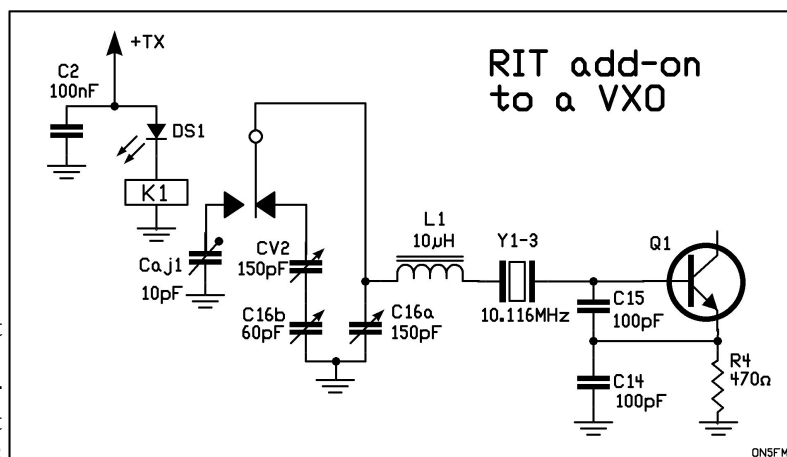 RIT add-on
to a VXO
+TX
C2
100nF
DS1
K1
Caj1
10pF
CV2
150pF
C16b
60pF
C16a
150pF
L1
10µH
Y1-3
10.116MHz
Q1
C15
100pF
C14
100pF
R4
470Ω
ON5FM